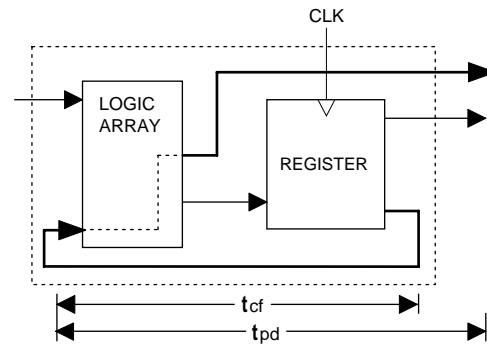 CLK
LOGIC
ARRAY
REGISTER
tcf
tpd